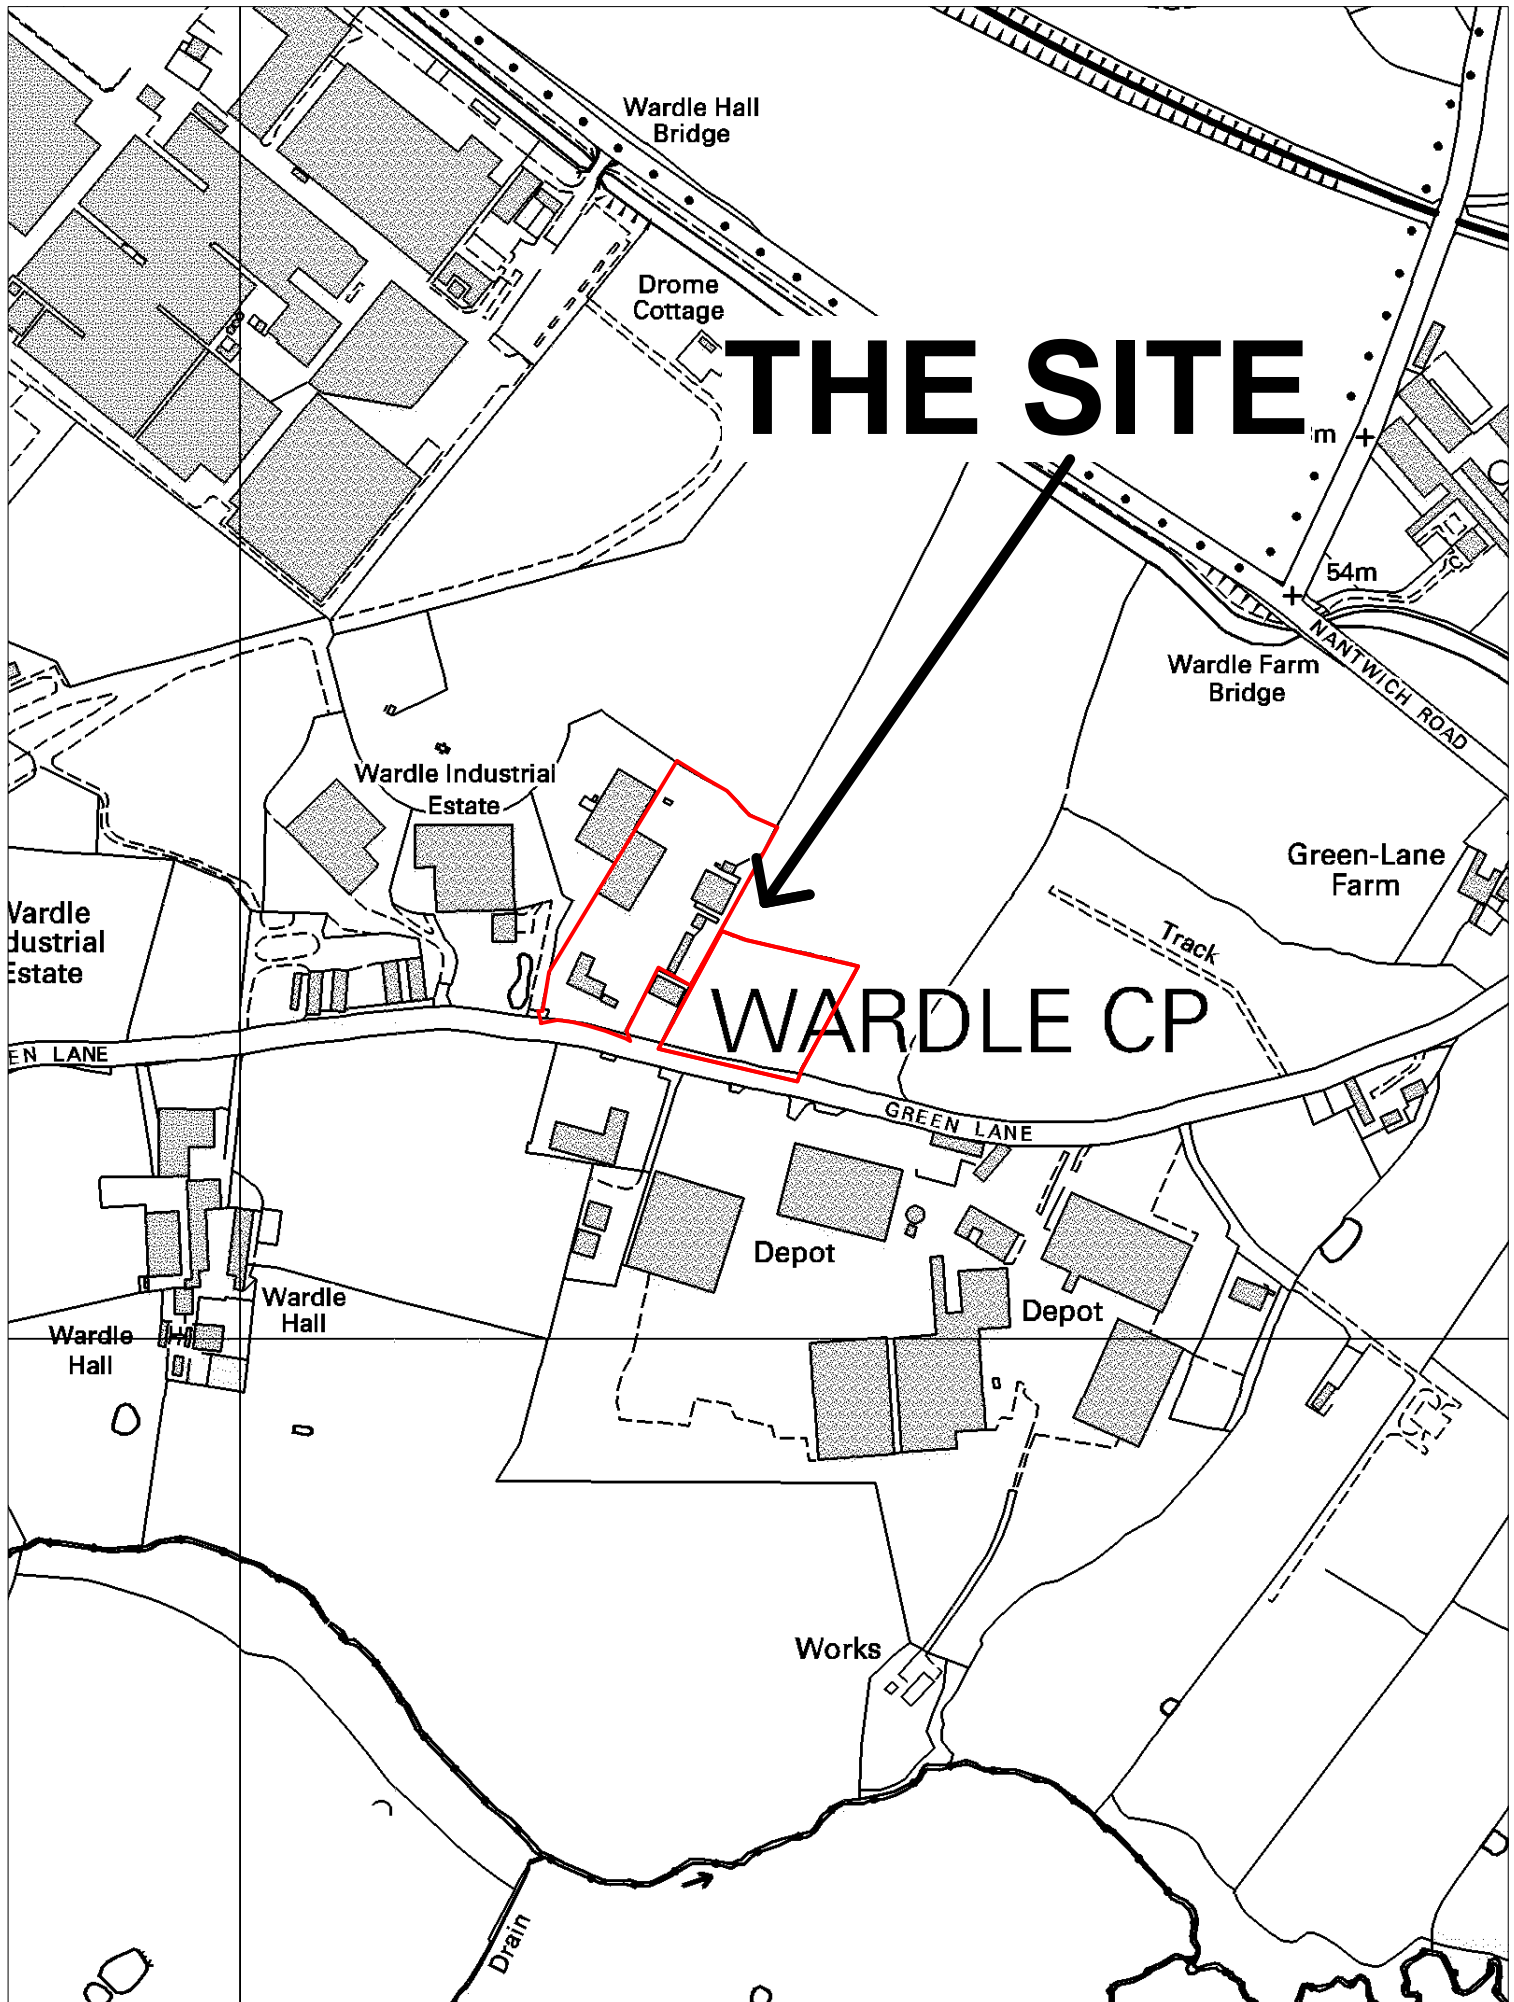 Wardle Hall
Bridge
Drome
Cottage
THE SITE
m
54m
NANTWICH ROAD
Wardle Farm
Bridge
Wardle Industrial
Estate
Green-Lane
Farm
Wardle
dustrial
Estate
Track
WARDLE CP
EN LANE
GREEN LANE
Depot
Depot
Wardle
Hall
Wardle
Hall
Works
Drain